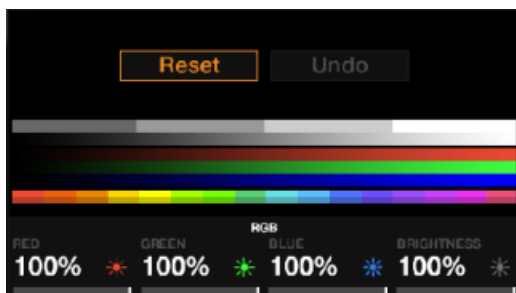 Reset Undo
RGB
RED GREEN BLUE BRIGHTNESS
100% 100% 100% 100%